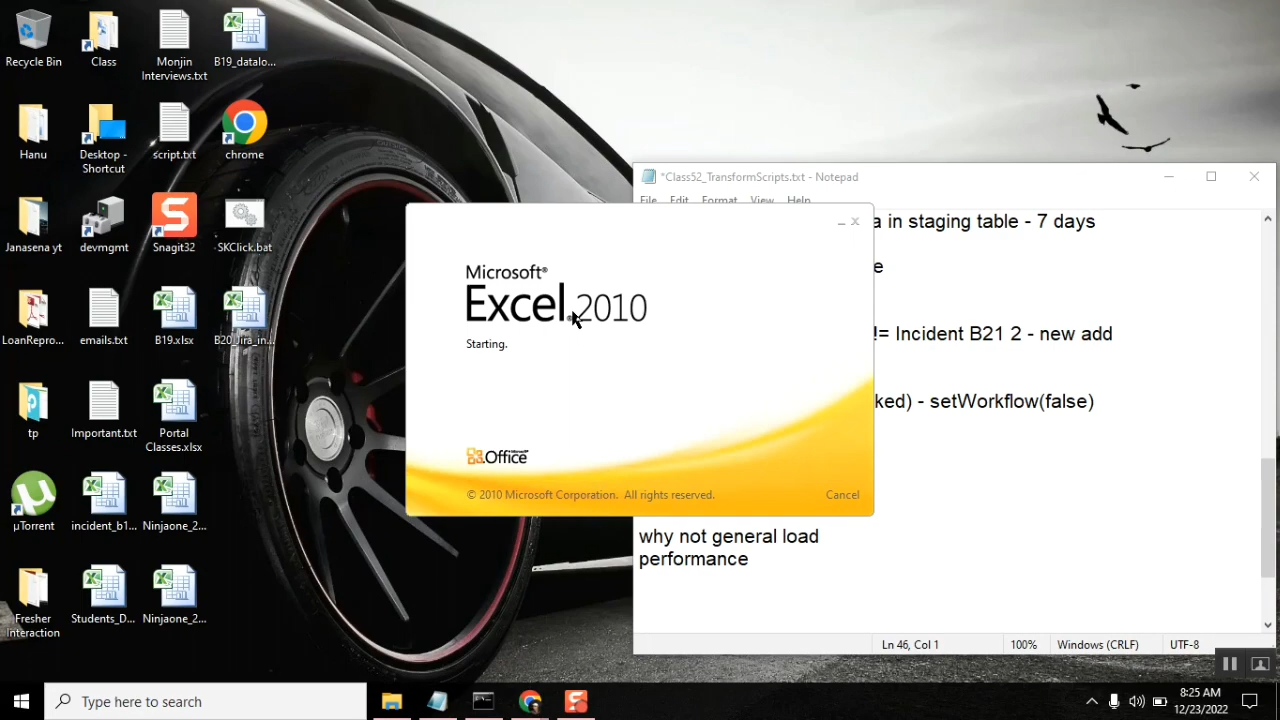 Recycle Bin
Class
Monjin
Interviews.txt
B19_datalo...
Hanu
Desktop -
Shortcut
script.txt
chrome
Janasena yt
devmgmt
Snagit32
SKClick.bat
LoanRepro...
emails.txt
B19.xlsx
B20_Jira_in...
tp
Important.txt
Portal
Classes.xlsx
µTorrent
incident_b1...
Ninjaone_2...
Fresher
Interaction
Students_D...
Ninjaone_2...
*Class52_TransformScripts.txt - Notepad
File Edit Format View Help
a in staging table - 7 days
e
!= Incident B21 2 - new add
ked) - setWorkflow(false)
why not general load
performance
Ln 46, Col 1 100% Windows (CRLF) UTF-8
Microsoft®
Excel 2010
Starting.
Office
© 2010 Microsoft Corporation. All rights reserved.
Cancel
Type here to search
8:25 AM
12/23/2022